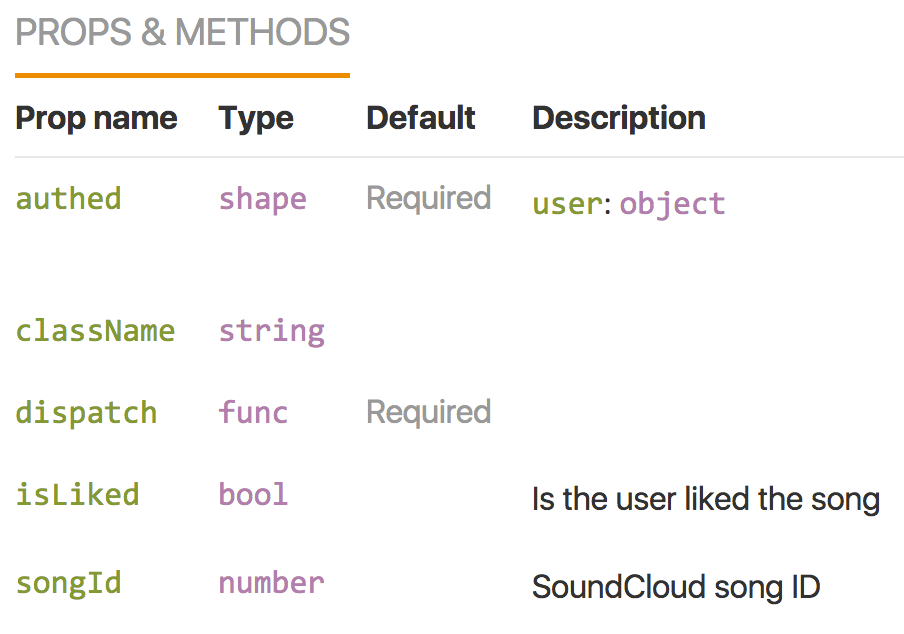 PROPS & METHODS
Prop name Type Default Description
authed shape Required user: object
className string
dispatch func Required
isLiked bool Is the user liked the song
songId number SoundCloud song ID